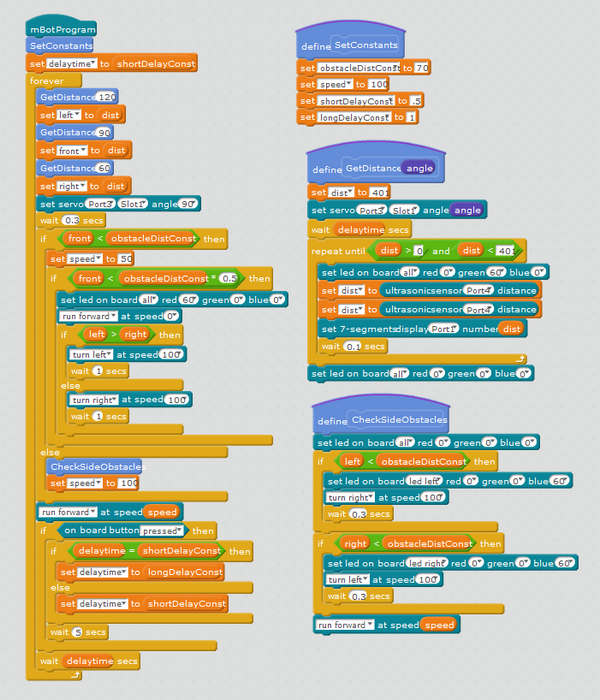 mBotProgram
SetConstants
set delaytime to shortDelayConst
forever
GetDistance 120
set left to dist
GetDistance 90
set front to dist
GetDistance 60
set right to dist
set servo Port3 Slot1 angle 90
wait 0.3 secs
if front < obstacleDistConst then
set speed to 50
if front < obstacleDistConst * 0.5 then
set led on board all red 60 green 0 blue 0
run forward at speed 0
if left > right then
turn left at speed 100
wait 1 secs
else
turn right at speed 100
wait 1 secs
else
CheckSideObstacles
set speed to 100
run forward at speed speed
if on board button pressed then
if delaytime = shortDelayConst then
set delaytime to longDelayConst
else
set delaytime to shortDelayConst
wait 5 secs
wait delaytime secs
define SetConstants
set obstacleDistConst to 70
set speed to 100
set shortDelayConst to .5
set longDelayConst to 1
define GetDistance angle
set dist to 401
set servo Port3 Slot1 angle angle
wait delaytime secs
repeat until dist > 0 and dist < 401
set led on board all red 0 green 60 blue 0
set dist to ultrasonicsensor Port4 distance
set dist to ultrasonicsensor Port4 distance
set 7-segmentsdisplay Port1 number dist
wait 0.1 secs
set led on board all red 0 green 0 blue 0
define CheckSideObstacles
set led on board all red 0 green 0 blue 0
if left < obstacleDistConst then
set led on board led left red 0 green 0 blue 60
turn right at speed 100
wait 0.3 secs
if right < obstacleDistConst then
set led on board led right red 0 green 0 blue 60
turn left at speed 100
wait 0.3 secs
run forward at speed speed